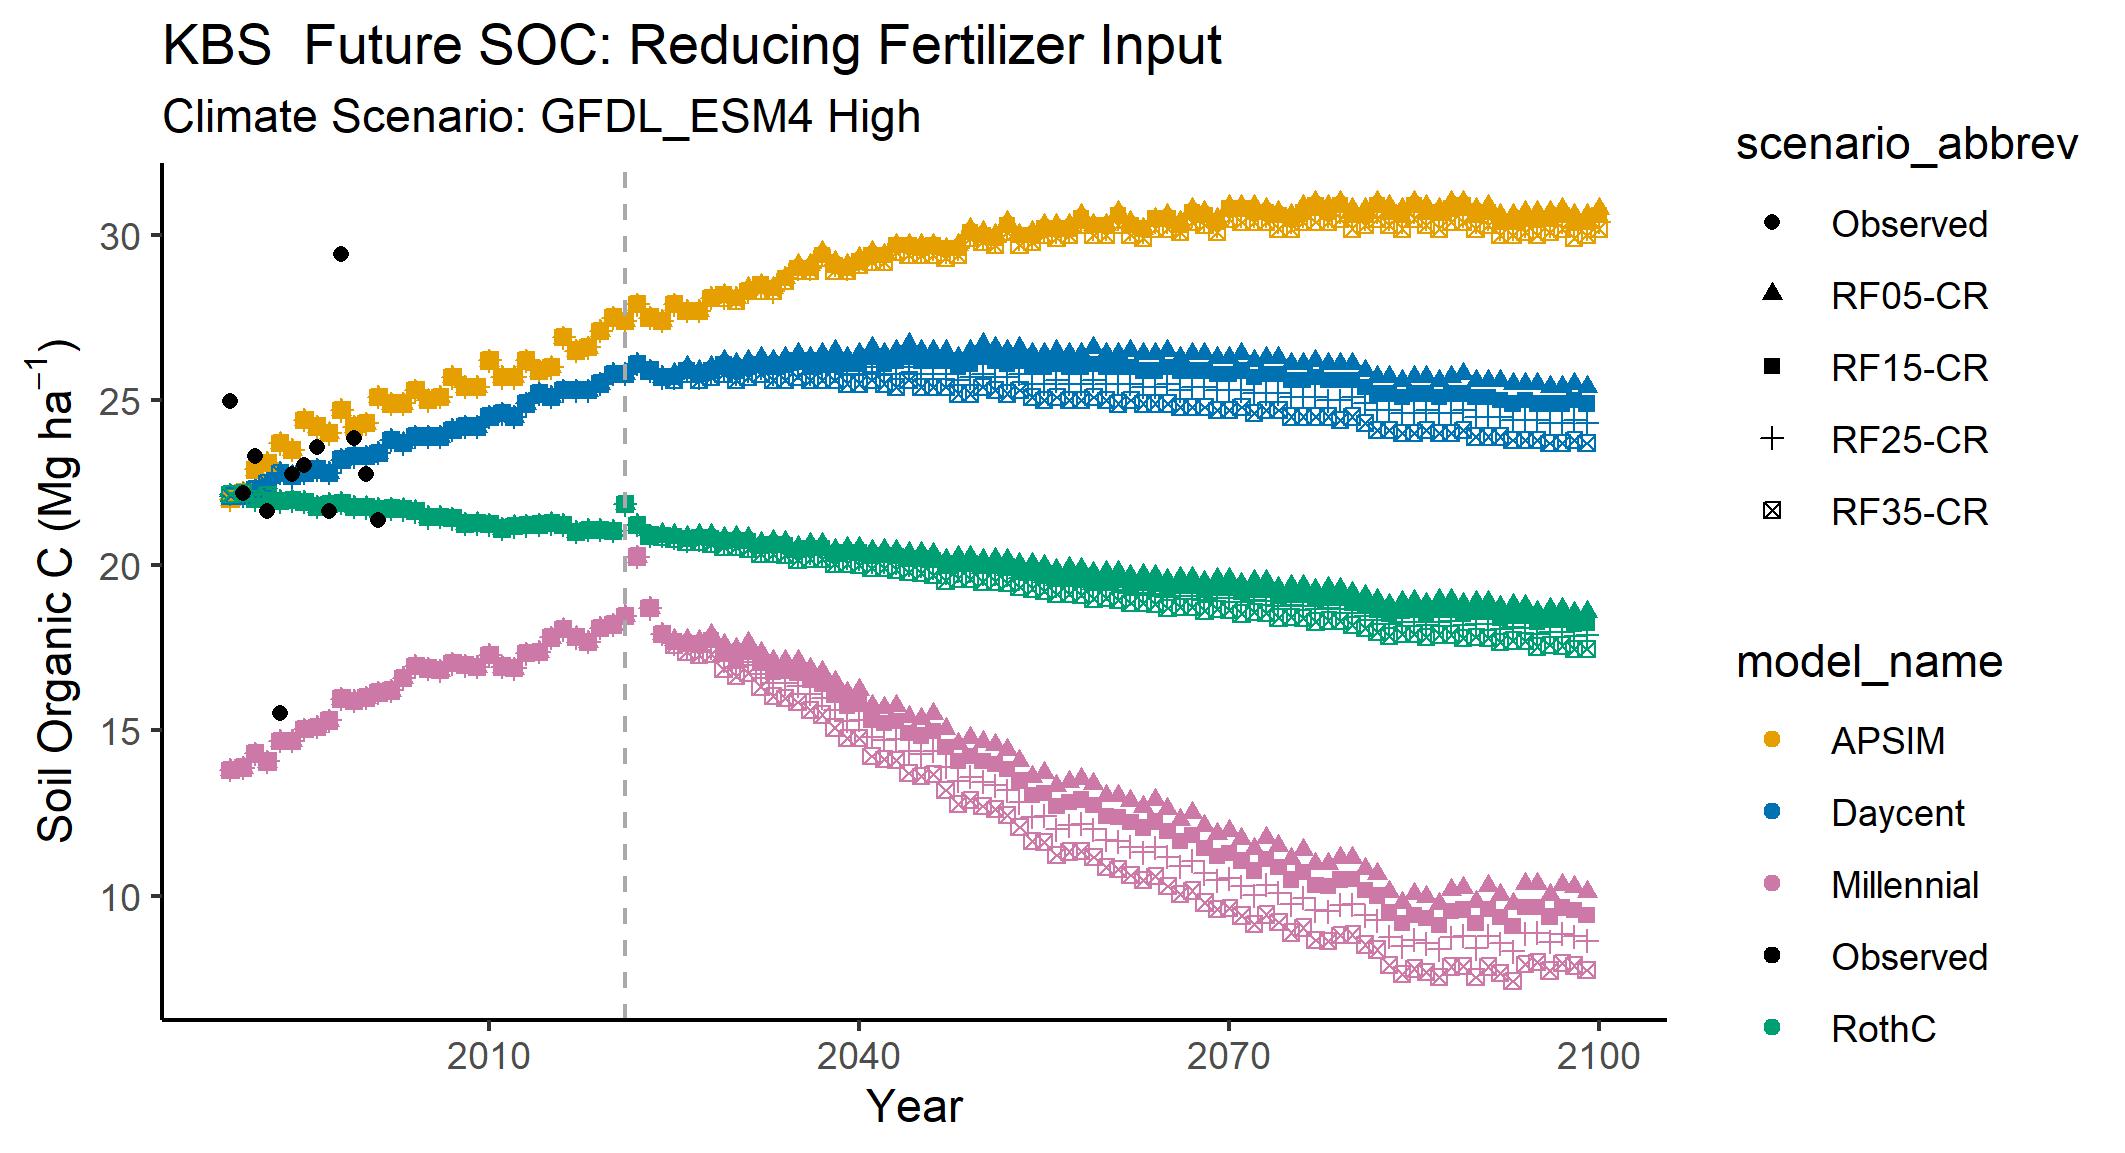 KBS  Future SOC: Reducing Fertilizer Input
Climate Scenario: GFDL_ESM4 High
Soil Organic C (Mg ha⁻¹)
30
25
20
15
10
2010
2040
2070
2100
Year
scenario_abbrev
Observed
RF05-CR
RF15-CR
RF25-CR
RF35-CR
model_name
APSIM
Daycent
Millennial
Observed
RothC